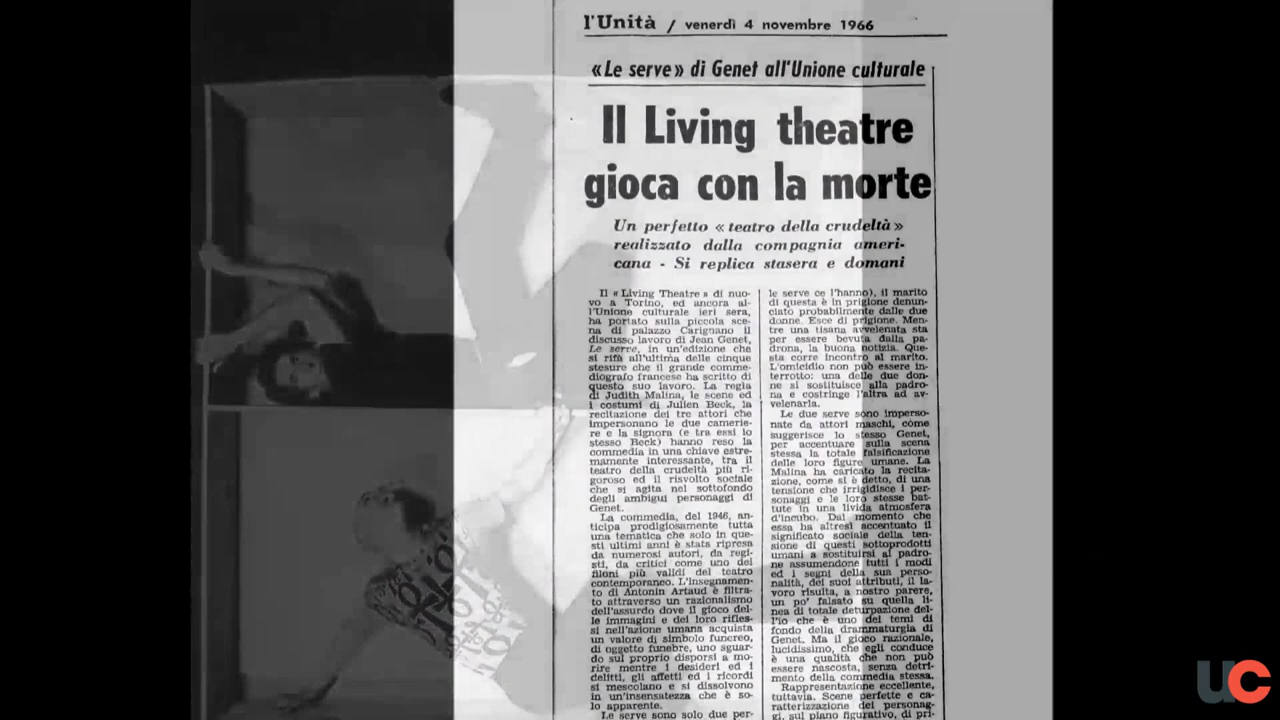 l'Unità / venerdì 4 novembre 1966
«Le serve» di Genet all'Unione culturale
Il Living theatre
gioca con la morte
Un perfetto « teatro della crudeltà »
realizzato dalla compagnia ameri-
cana - Si replica stasera e domani
Il « Living Theatre » di nuo-
vo a Torino, ed ancora al-
l'Unione culturale ieri sera,
ha portato sulla piccola sce-
na di palazzo Carignano il
discusso lavoro di Jean Genet,
Le serve, in un'edizione che
si rifà all'ultima delle cinque
stesure che il grande comme-
diografo francese ha scritto di
questo suo lavoro. La regia
di Judith Malina, le scene ed
i costumi di Julien Beck, la
recitazione dei tre attori che
impersonano le due camerie-
re e la signora (e tra essi lo
stesso Beck) hanno reso la
commedia in una chiave estre-
mamente interessante, tra il
teatro della crudeltà più ri-
goroso ed il risvolto sociale
che si agita nel sottofondo
degli ambigui personaggi di
Genet.
La commedia, del 1946, an-
ticipa prodigiosamente tutta
una tematica che solo in que-
sti ultimi anni è stata ripresa
da numerosi autori, da regi-
sti, da critici come uno dei
filoni più validi del teatro
contemporaneo. L'insegnamen-
to di Antonin Artaud è filtra-
to attraverso un razionalismo
dell'assurdo dove il gioco del-
le immagini e dei loro rifles-
si nell'azione umana acquista
un valore di simbolo funereo,
di oggetto funebre, uno sguar-
do sul proprio disporsi a mo-
rire mentre i desideri ed i
delitti, gli affetti ed i ricordi
si mescolano e si dissolvono
in un'insensatezza che è so-
lo apparente.
Le serve sono solo due per-
le serve ce l'hanno), il marito
di questa è in prigione denun-
ciato probabilmente dalle due
donne. Esce di prigione. Men-
tre una tisana avvelenata sta
per essere bevuta dalla pa-
drona, la buona notizia. Que-
sta corre incontro al marito.
L'omicidio non può essere in-
terrotto: una delle due don-
ne si sostituisce alla padro-
na e costringe l'altra ad av-
velenarla.
Le due serve sono imperso-
nate da attori maschi, come
suggerisce lo stesso Genet,
per accentuare sulla scena
stessa la totale falsificazione
delle loro figure umane. La
Malina ha caricato la recita-
zione, come si è detto, di una
tensione che irrigidisce i per-
sonaggi e le loro stesse bat-
tute in una livida atmosfera
d'incubo. Dal momento che
essa ha altresì accentuato il
significato sociale della ten-
sione di questi sottoprodotti
umani a sostituirsi al padro-
ne assumendone tutti i modi
ed i segni della sua perso-
nalità, dei suoi attributi, il la-
voro risulta, a nostro parere,
un po' falsato su quella li-
nea di totale deturpazione del-
l'io che è uno dei temi di
fondo della drammaturgia di
Genet. Ma il gioco razionale,
lucidissimo, che egli conduce
è una qualità che non può
essere nascosta, senza detri-
mento della commedia stessa.
Rappresentazione eccellente,
tuttavia. Scene perfette e ca-
ratterizzazione dei personag-
gi, sul piano figurativo, di pri-
uc